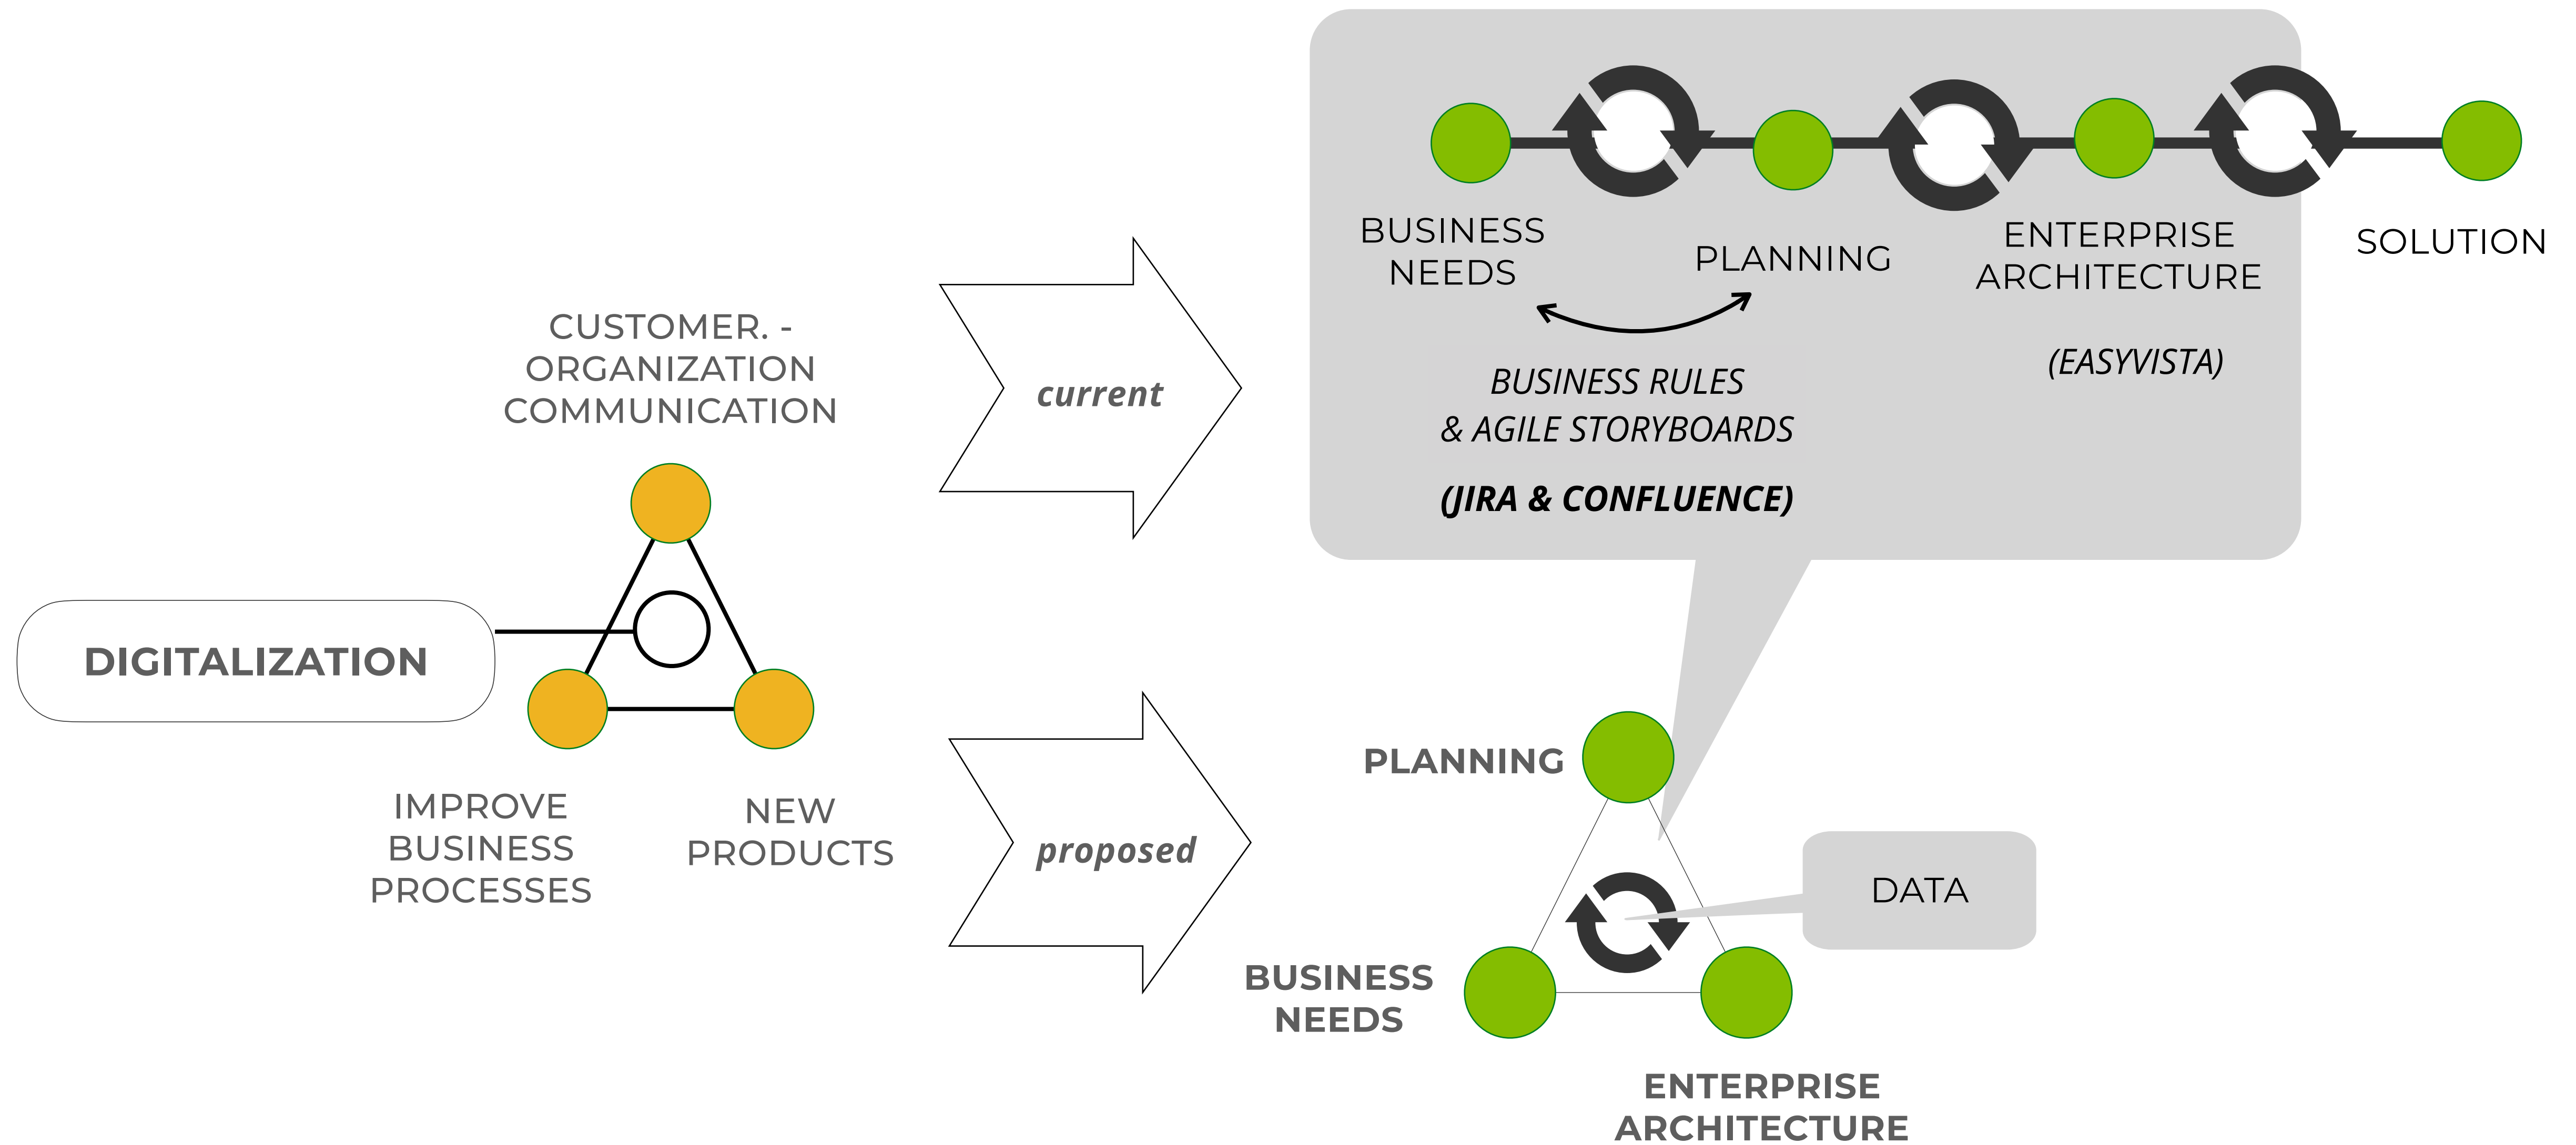 DIGITALIZATION
CUSTOMER. -
ORGANIZATION
COMMUNICATION
IMPROVE
BUSINESS
PROCESSES
NEW
PRODUCTS
current
BUSINESS
NEEDS
PLANNING
ENTERPRISE
ARCHITECTURE
SOLUTION
(EASYVISTA)
BUSINESS RULES
& AGILE STORYBOARDS
(JIRA & CONFLUENCE)
proposed
PLANNING
DATA
BUSINESS
NEEDS
ENTERPRISE
ARCHITECTURE